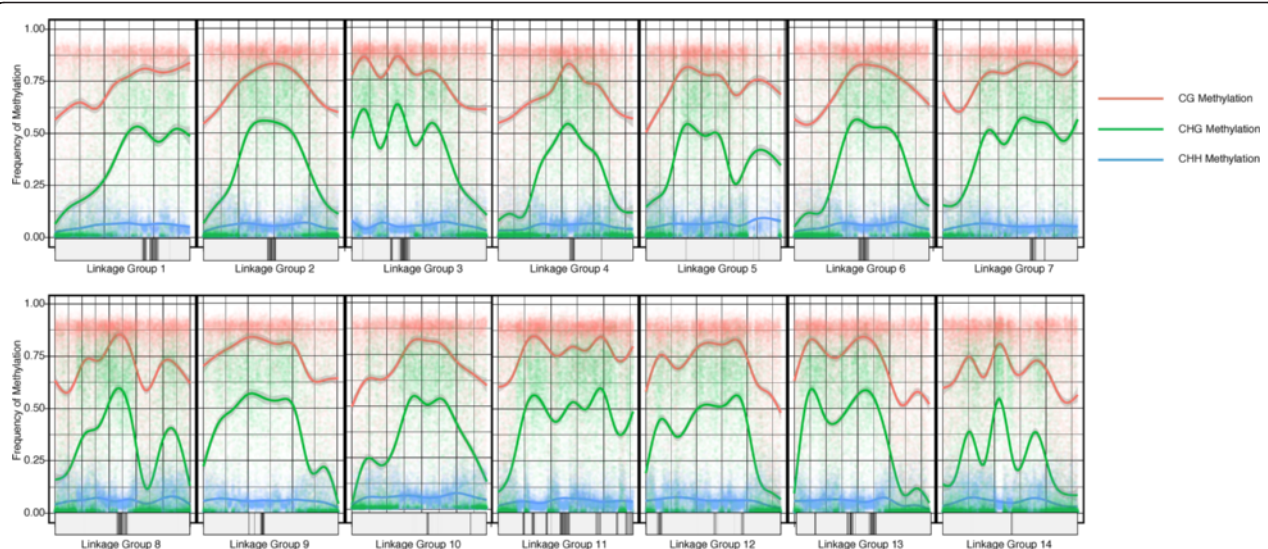 1.00
0.75
0.50
0.25
0.00
Frequency of Methylation
Linkage Group 1
Linkage Group 2
Linkage Group 3
Linkage Group 4
Linkage Group 5
Linkage Group 6
Linkage Group 7
CG Methylation
CHG Methylation
CHH Methylation
1.00
0.75
0.50
0.25
0.00
Frequency of Methylation
Linkage Group 8
Linkage Group 9
Linkage Group 10
Linkage Group 11
Linkage Group 12
Linkage Group 13
Linkage Group 14